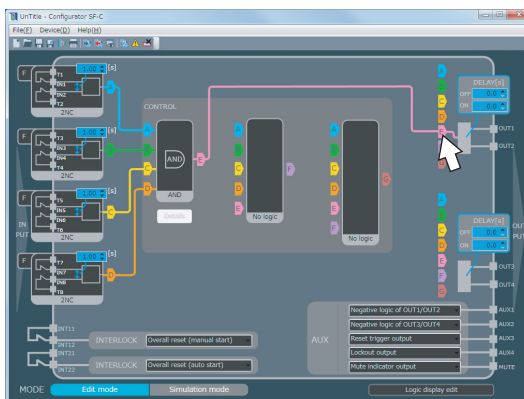 UnTitle - Configurator SF-C
File(F) Device(D) Help(H)
F
T1
IN1
IN2
T2
2NC
1.00 [s]
A
F
T3
IN3
IN4
T4
2NC
1.00 [s]
B
F
T5
IN5
IN6
T6
2NC
1.00 [s]
C
F
T7
IN7
IN8
T8
2NC
1.00 [s]
D
IN
PUT
CONTROL
A
B
C
D
AND
AND
Details
E
A
B
C
D
E
No logic
F
A
B
C
D
E
F
No logic
G
A
B
C
D
E
G
DELAY[s]
OFF 0.0
ON 0.0
OUT1
OUT2
A
B
C
D
E
F
G
DELAY[s]
OFF 0.0
ON 0.0
OUT3
OUT4
OUT
PUT
INT11
INT12
INTERLOCK Overall reset (manual start)
INT21
INT22
INTERLOCK Overall reset (auto start)
AUX
Negative logic of OUT1/OUT2 AUX1
Negative logic of OUT3/OUT4 AUX2
Reset trigger output AUX3
Lockout output AUX4
Mute indicator output MUTE
MODE Edit mode Simulation mode Logic display edit